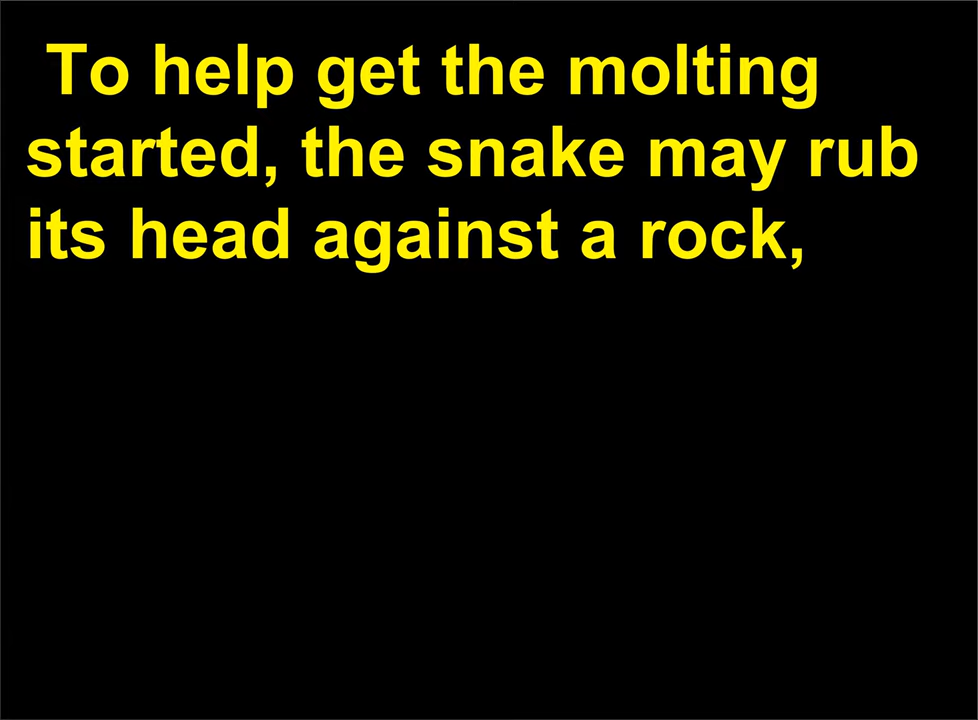 To help get the molting
started, the snake may rub
its head against a rock,